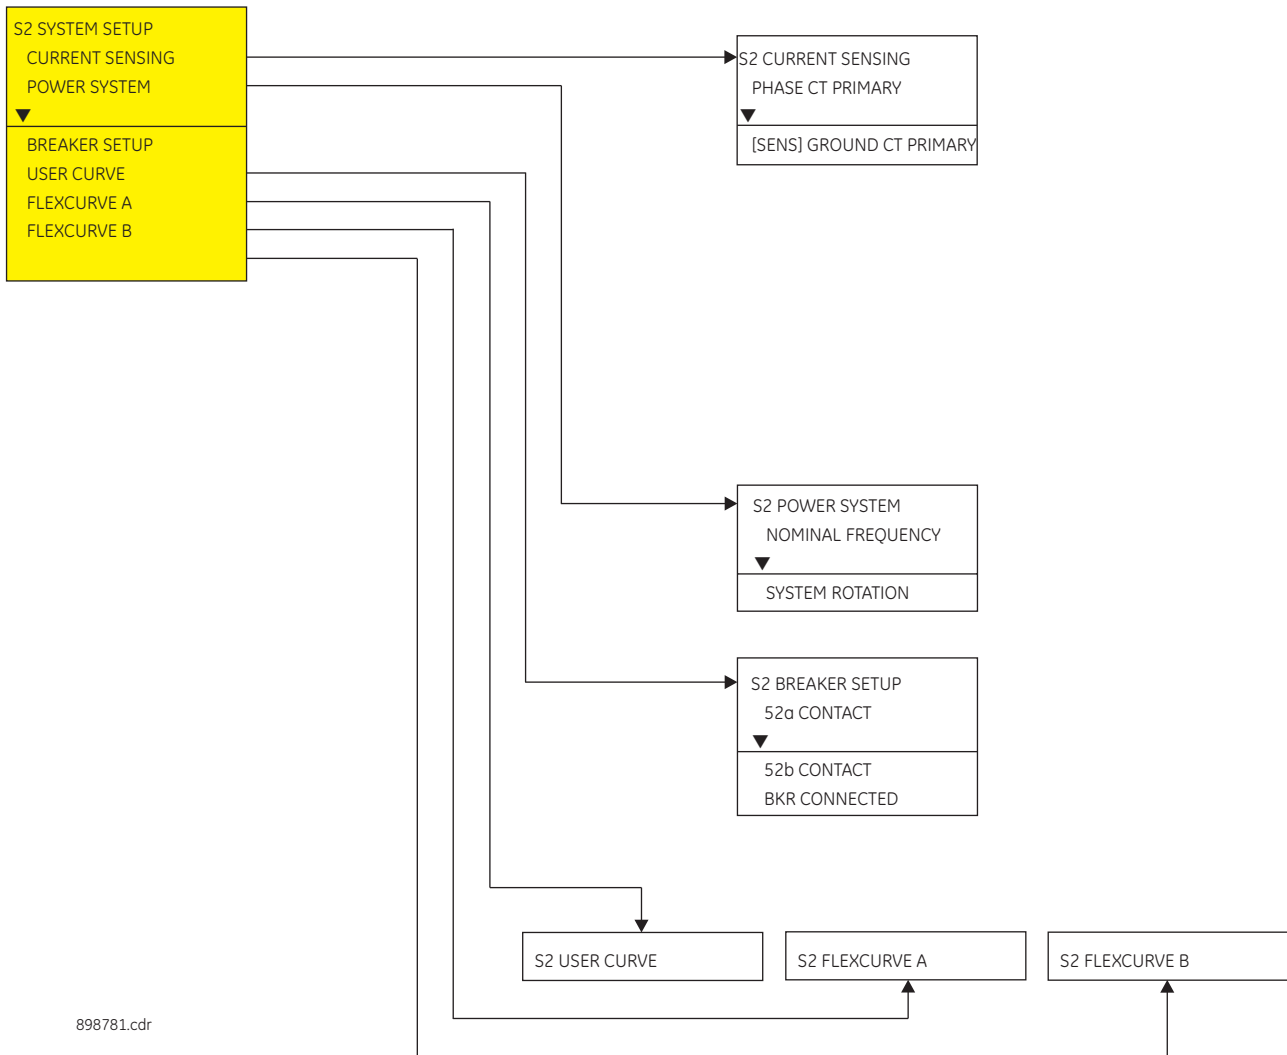 S2 SYSTEM SETUP
CURRENT SENSING
POWER SYSTEM
BREAKER SETUP
USER CURVE
FLEXCURVE A
FLEXCURVE B
S2 CURRENT SENSING
PHASE CT PRIMARY
[SENS] GROUND CT PRIMARY
S2 POWER SYSTEM
NOMINAL FREQUENCY
SYSTEM ROTATION
S2 BREAKER SETUP
52a CONTACT
52b CONTACT
BKR CONNECTED
S2 USER CURVE
S2 FLEXCURVE A
S2 FLEXCURVE B
898781.cdr